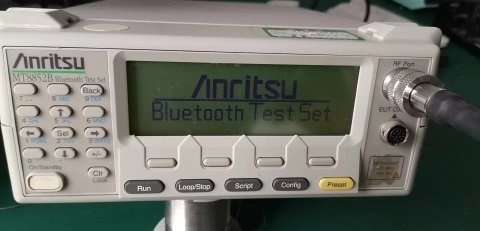 Anritsu
MT8852B Bluetooth Test Set
Anritsu
Bluetooth Test Set
RF Port
Back
Sel
Clr
On/Standby
Run
Loop/Stop
Script
Config
Preset